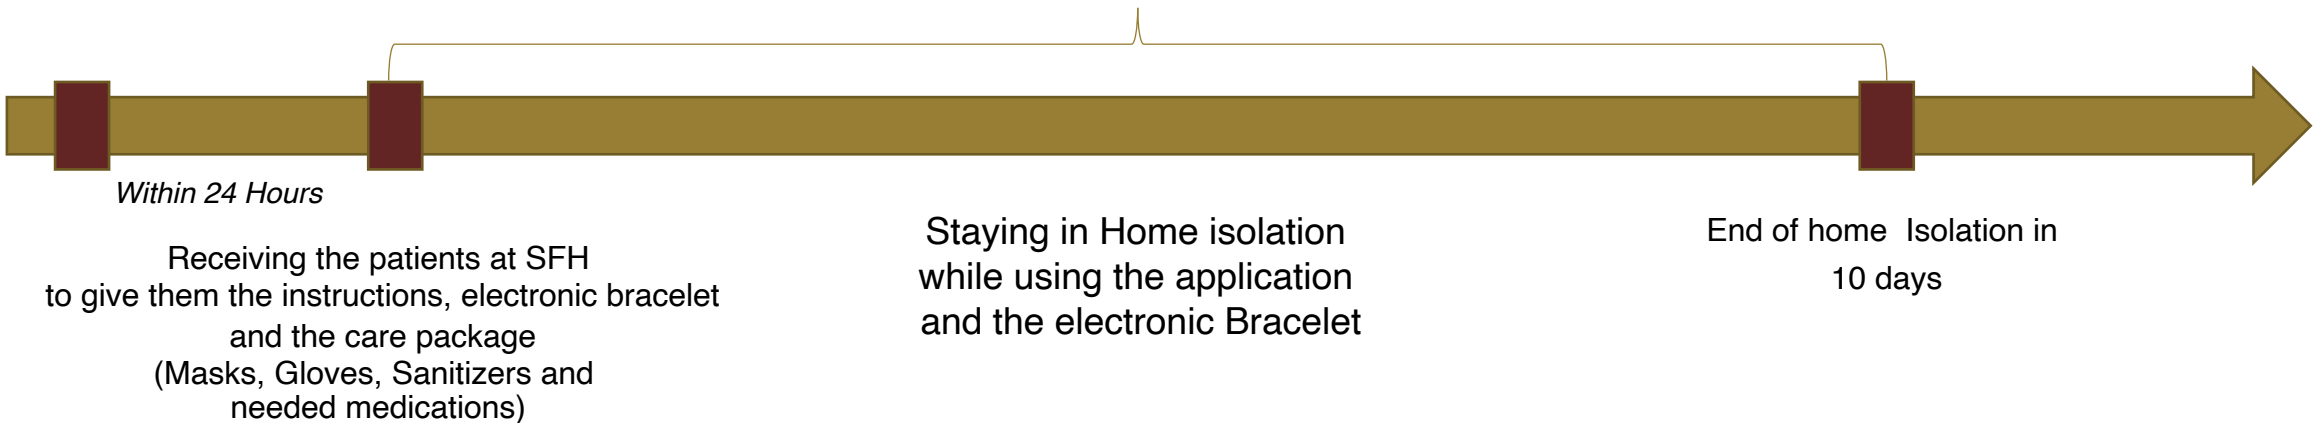 Within 24 Hours
Receiving the patients at SFH
to give them the instructions, electronic bracelet
and the care package
(Masks, Gloves, Sanitizers and
needed medications)
Staying in Home isolation
while using the application
and the electronic Bracelet
End of home  Isolation in
10 days